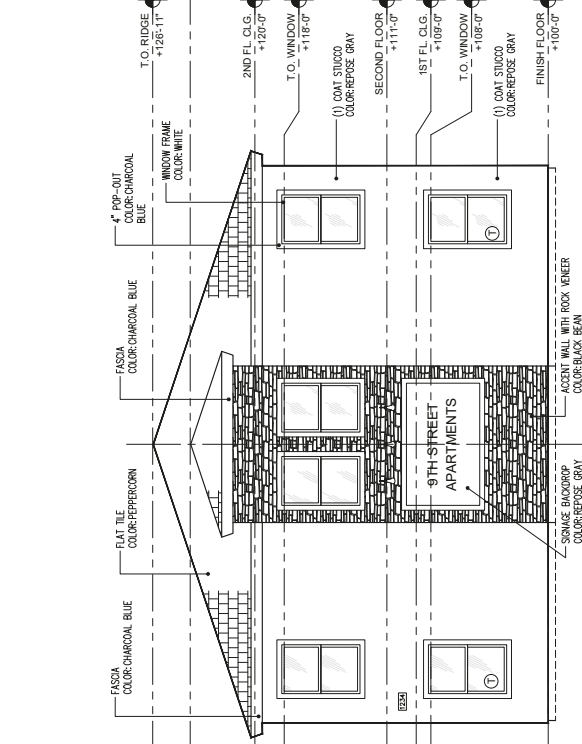 T.O. RIDGE
+126'-11"
2ND FL. CLG.
+120'-0"
T.O. WINDOW
+118'-0"
SECOND FLOOR
+111'-0"
1ST FL. CLG.
+109'-0"
T.O. WINDOW
+108'-0"
FINISH FLOOR
+100'-0"
(1) COAT STUCCO
COLOR:REPOSE GRAY
(1) COAT STUCCO
COLOR:REPOSE GRAY
WINDOW FRAME
COLOR:WHITE
4" POP-OUT
COLOR:CHARCOAL
BLUE
FASCIA
COLOR:CHARCOAL BLUE
FLAT TILE
COLOR:PEPPERCORN
FASCIA
COLOR:CHARCOAL BLUE
T
9TH STREET
APARTMENTS
ACCENT WALL WITH ROCK VENEER
COLOR:BLACK BEAN
SIGNAGE BACKDROP
COLOR:REPOSE GRAY
1234
T